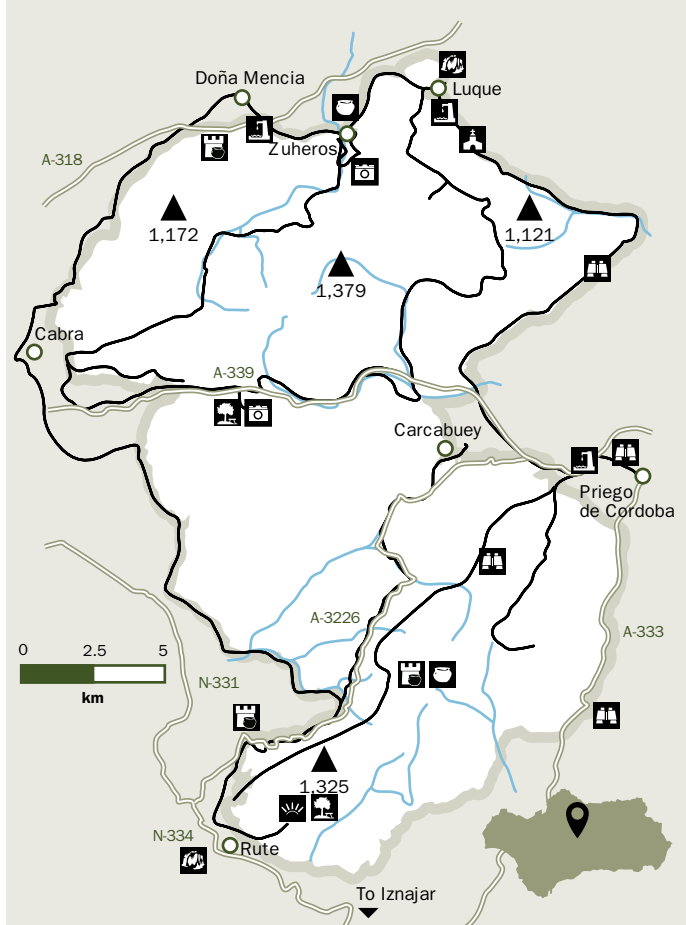 Doña Mencia
Luque
Zuheros
A-318
1,172
1,121
1,379
Cabra
A-339
Carcabuey
Priego
de Cordoba
A-3226
A-333
0 2.5 5
km
N-331
1,325
N-334
Rute
To Iznajar